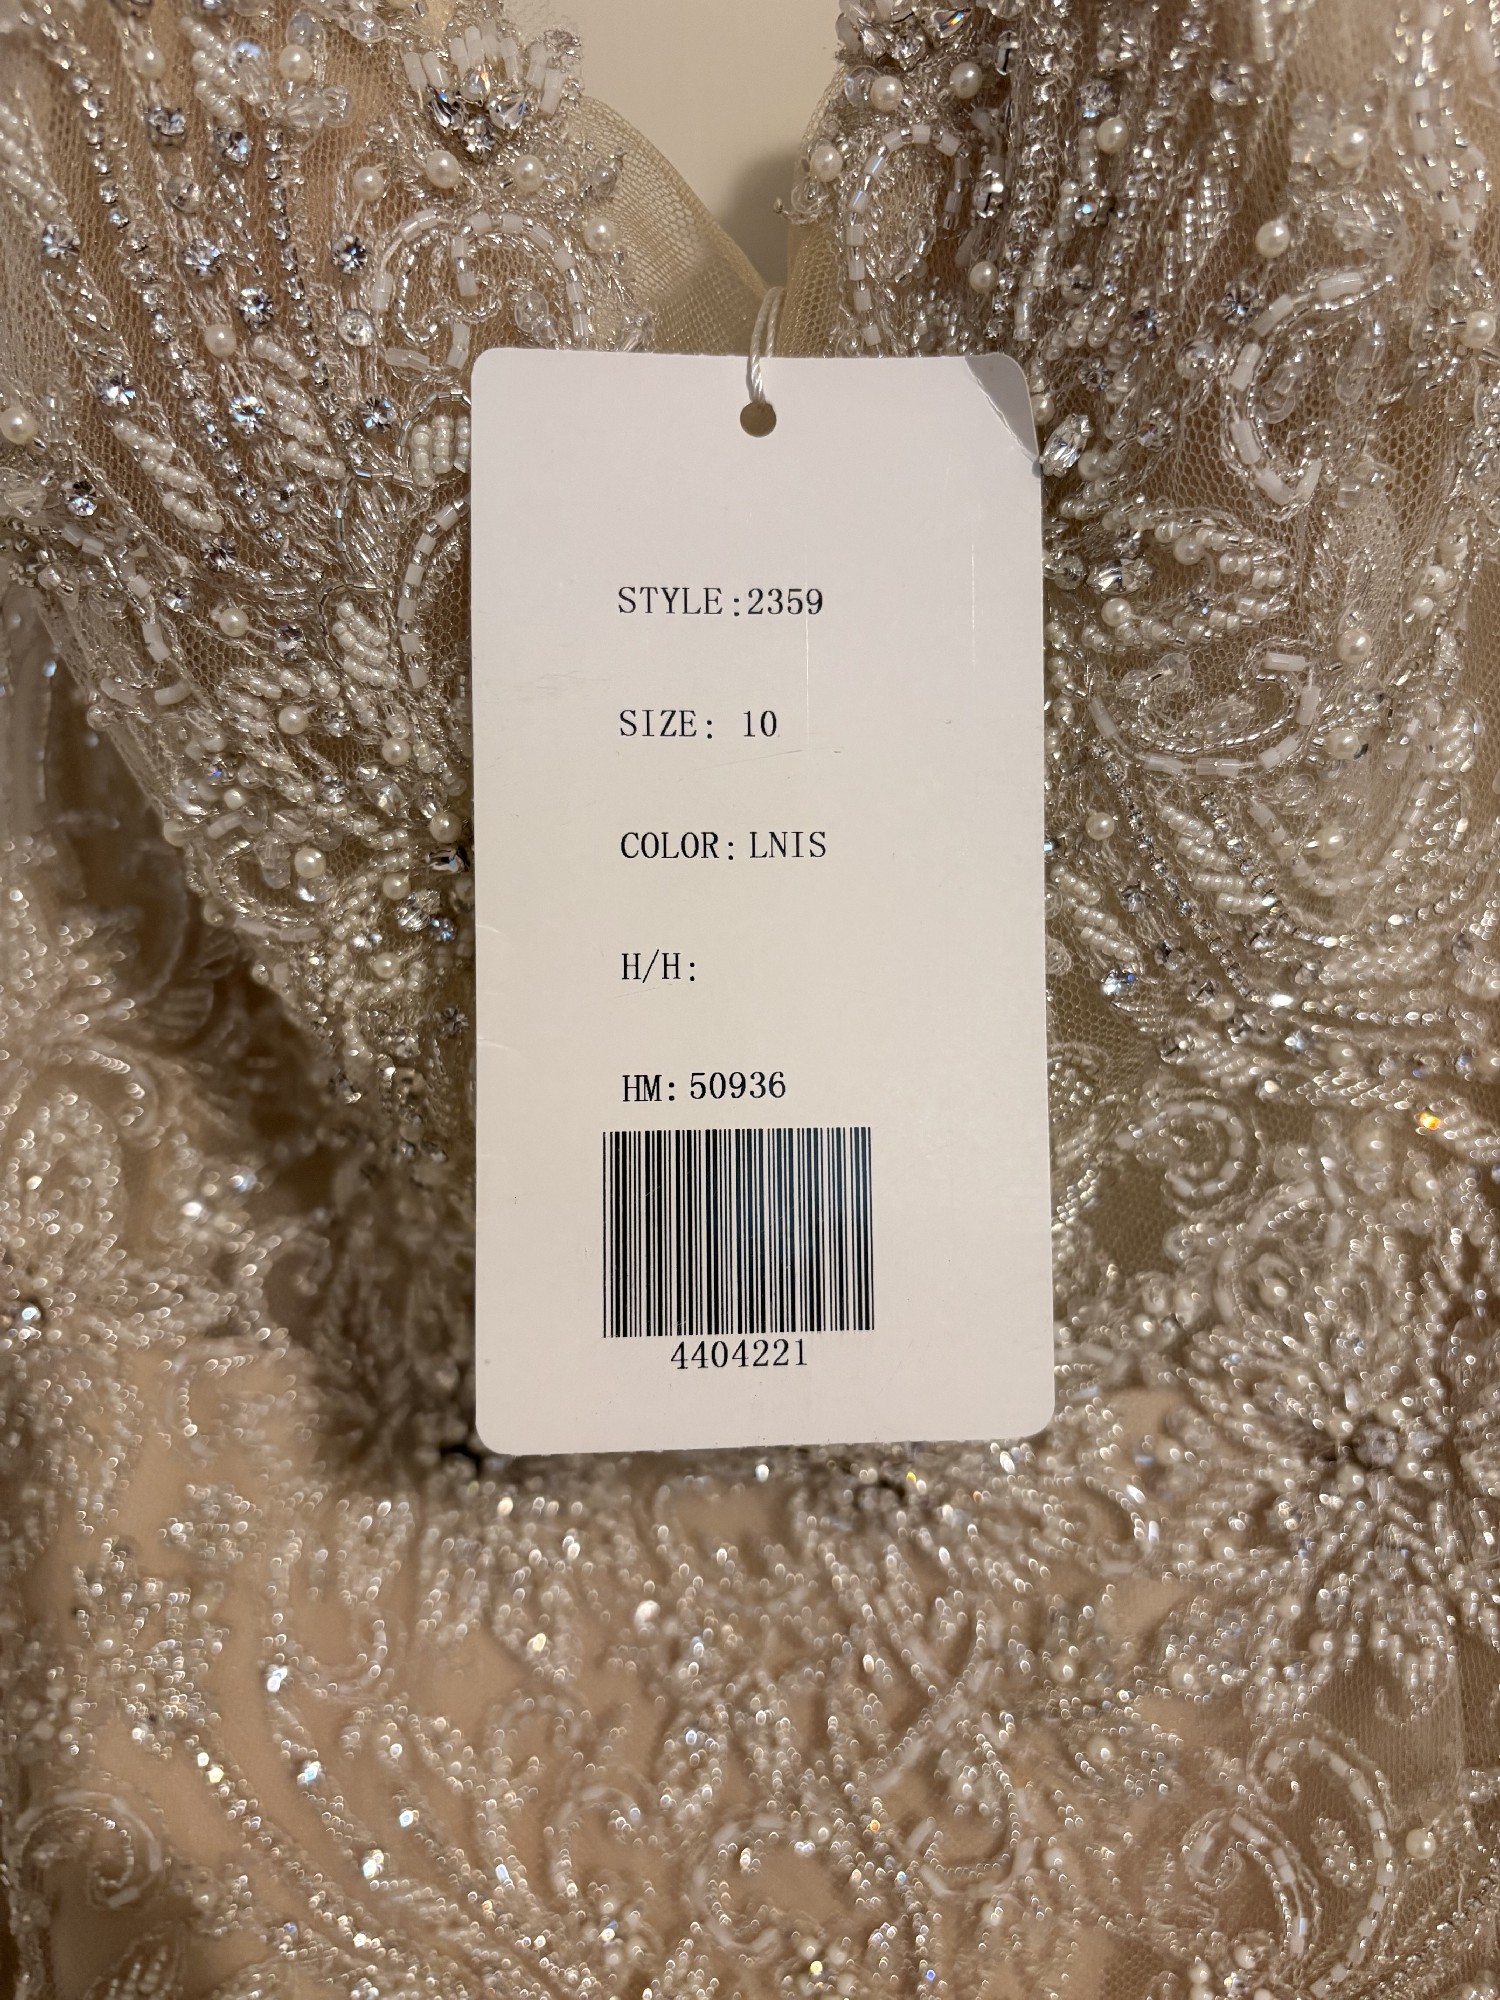 STYLE:2359
SIZE: 10
COLOR: LNIS
H/H:
HM: 50936
4404221